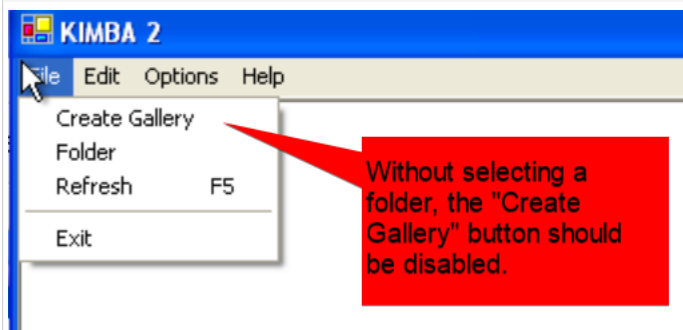 KIMBA 2
File Edit Options Help
Create Gallery
Folder
Refresh F5
Exit
Without selecting a
folder, the "Create
Gallery" button should
be disabled.